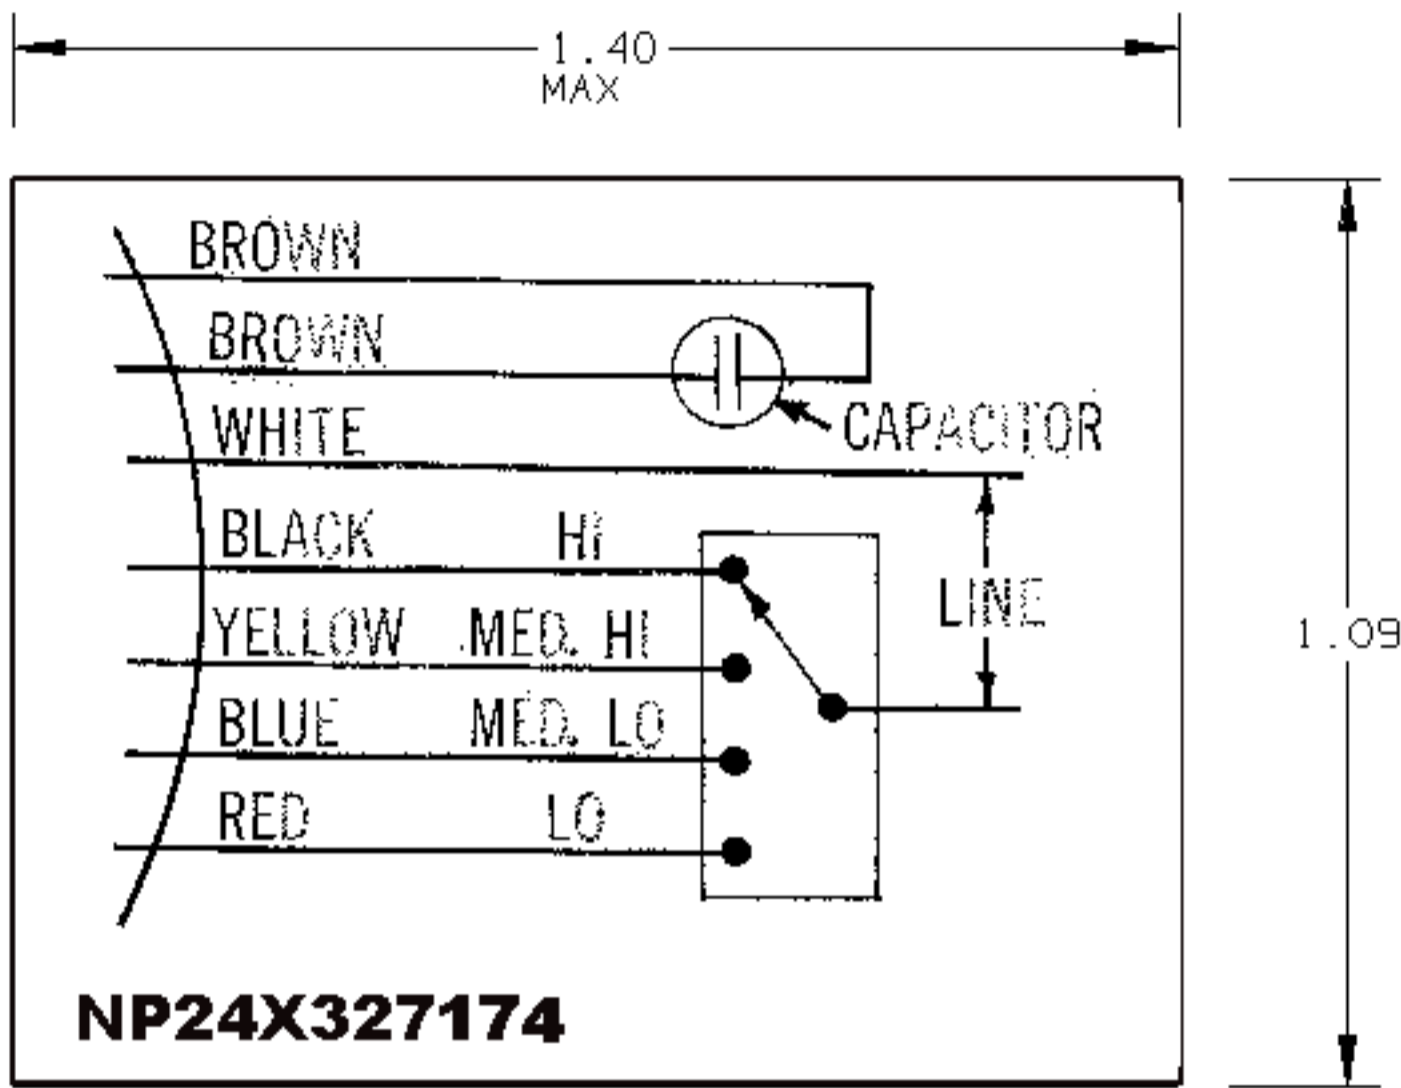 1.40
MAX
BROWN
BROWN
WHITE
CAPACITOR
BLACK Hi
LINE
YELLOW MED. HI
1.09
BLUE MED. LO
RED LO
NP24X327174